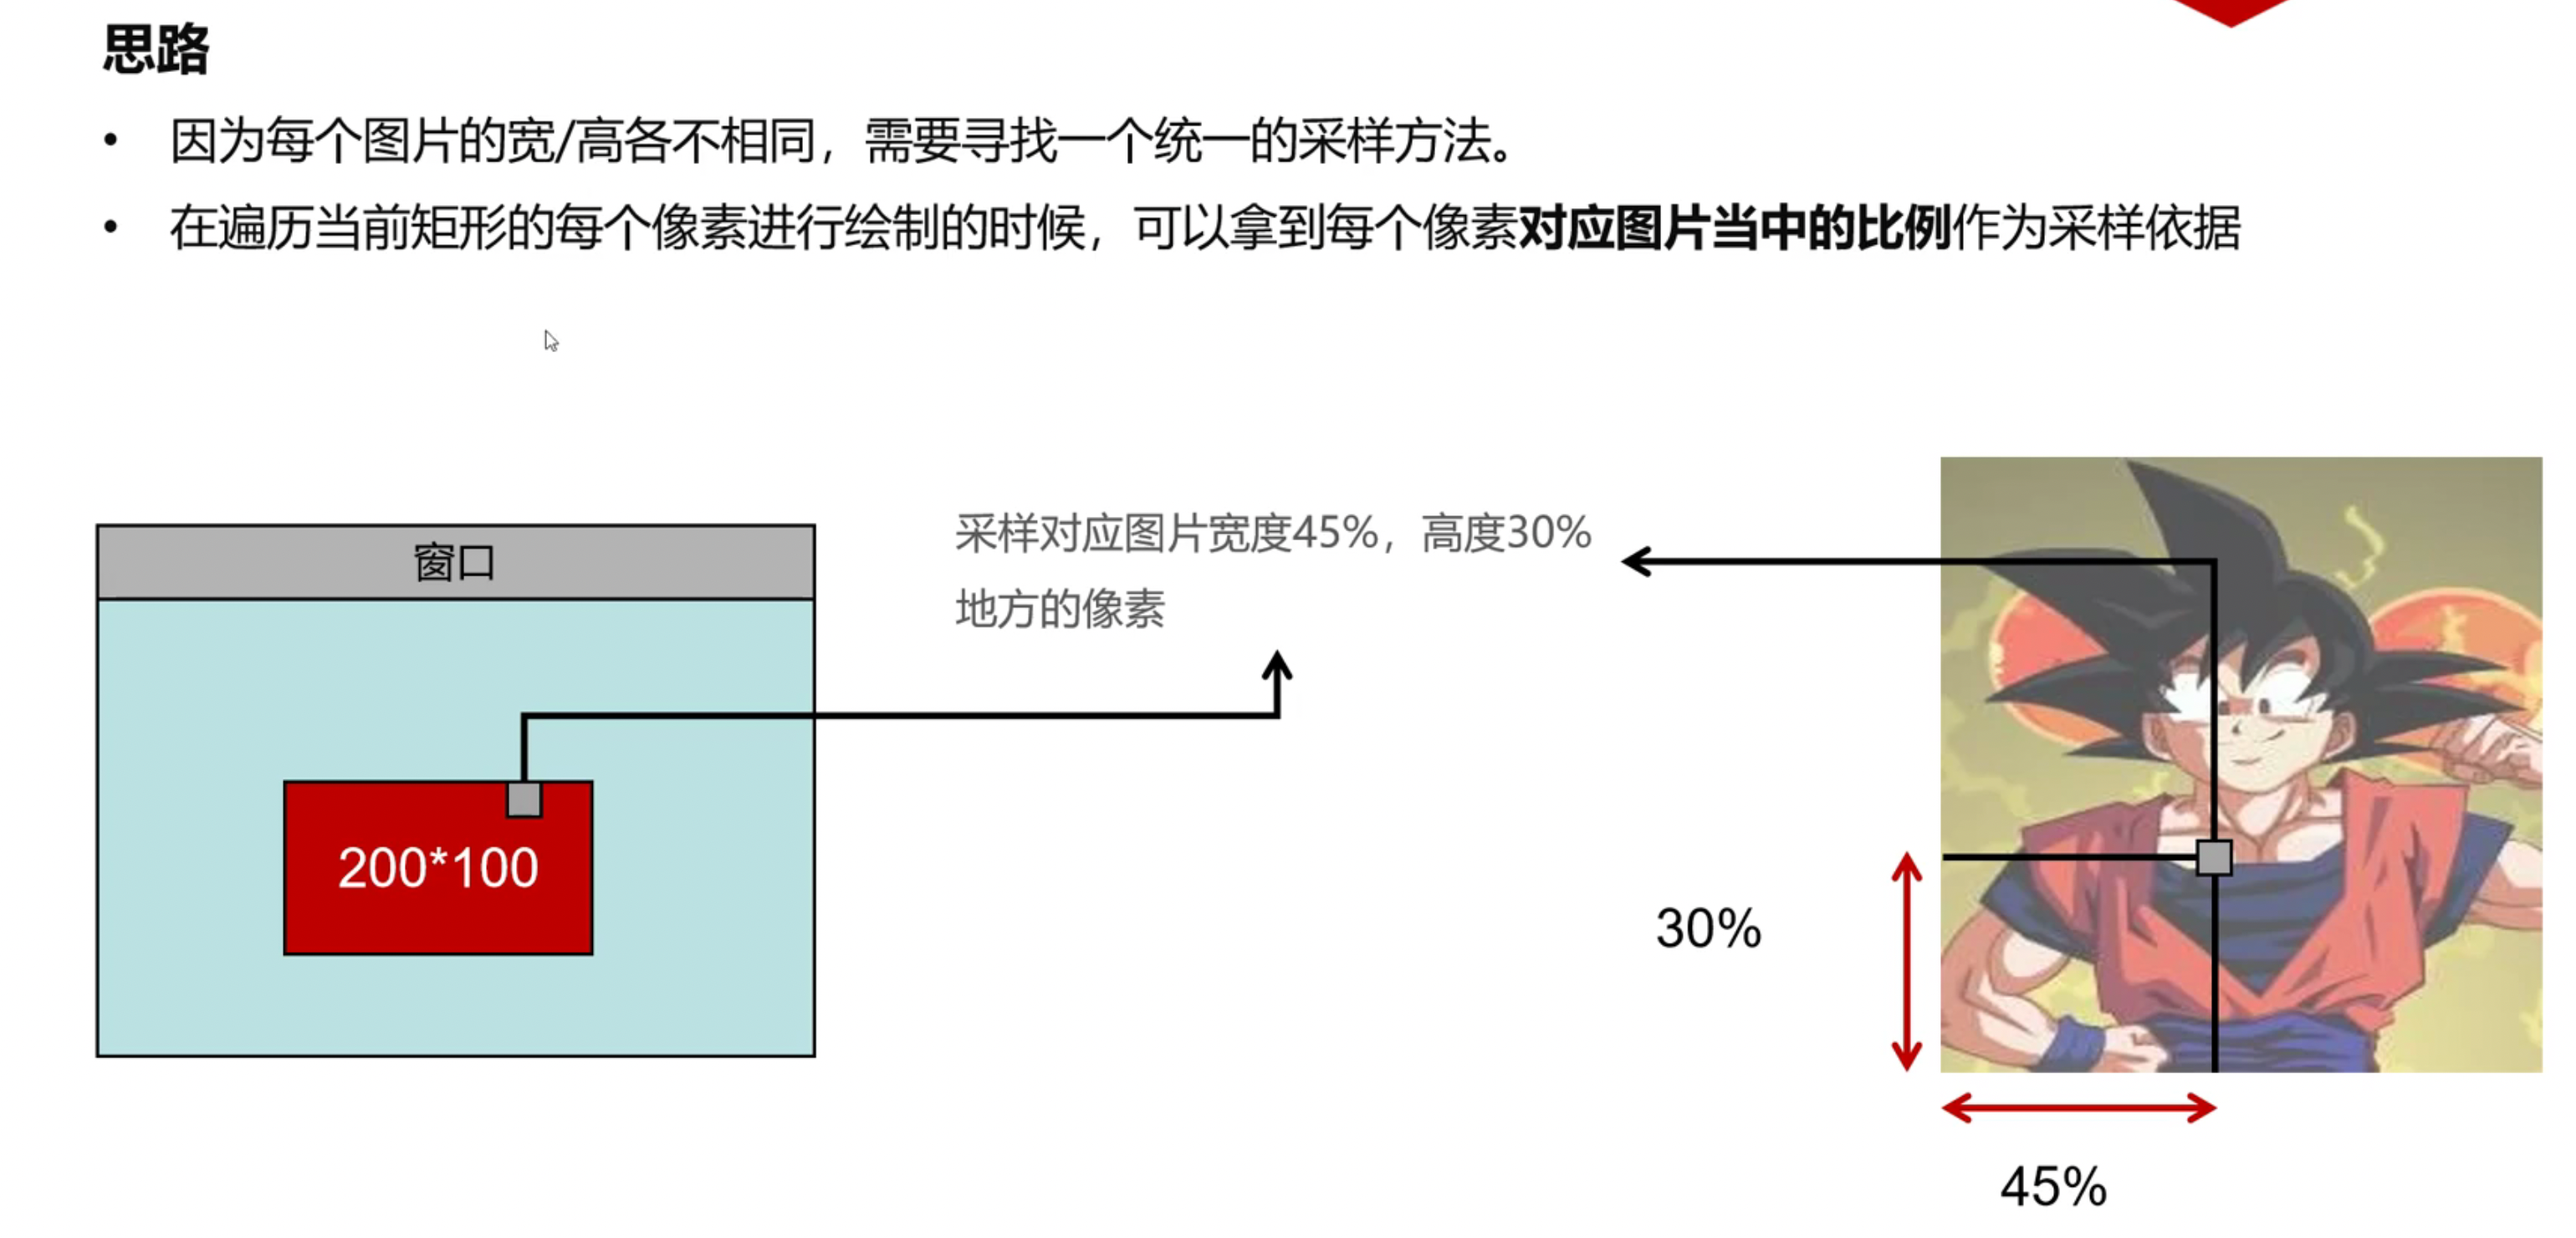 思路
• 因为每个图片的宽/高各不相同，需要寻找一个统一的采样方法。
• 在遍历当前矩形的每个像素进行绘制的时候，可以拿到每个像素对应图片当中的比例作为采样依据
窗口
采样对应图片宽度45%，高度30%
地方的像素
200*100
30%
45%